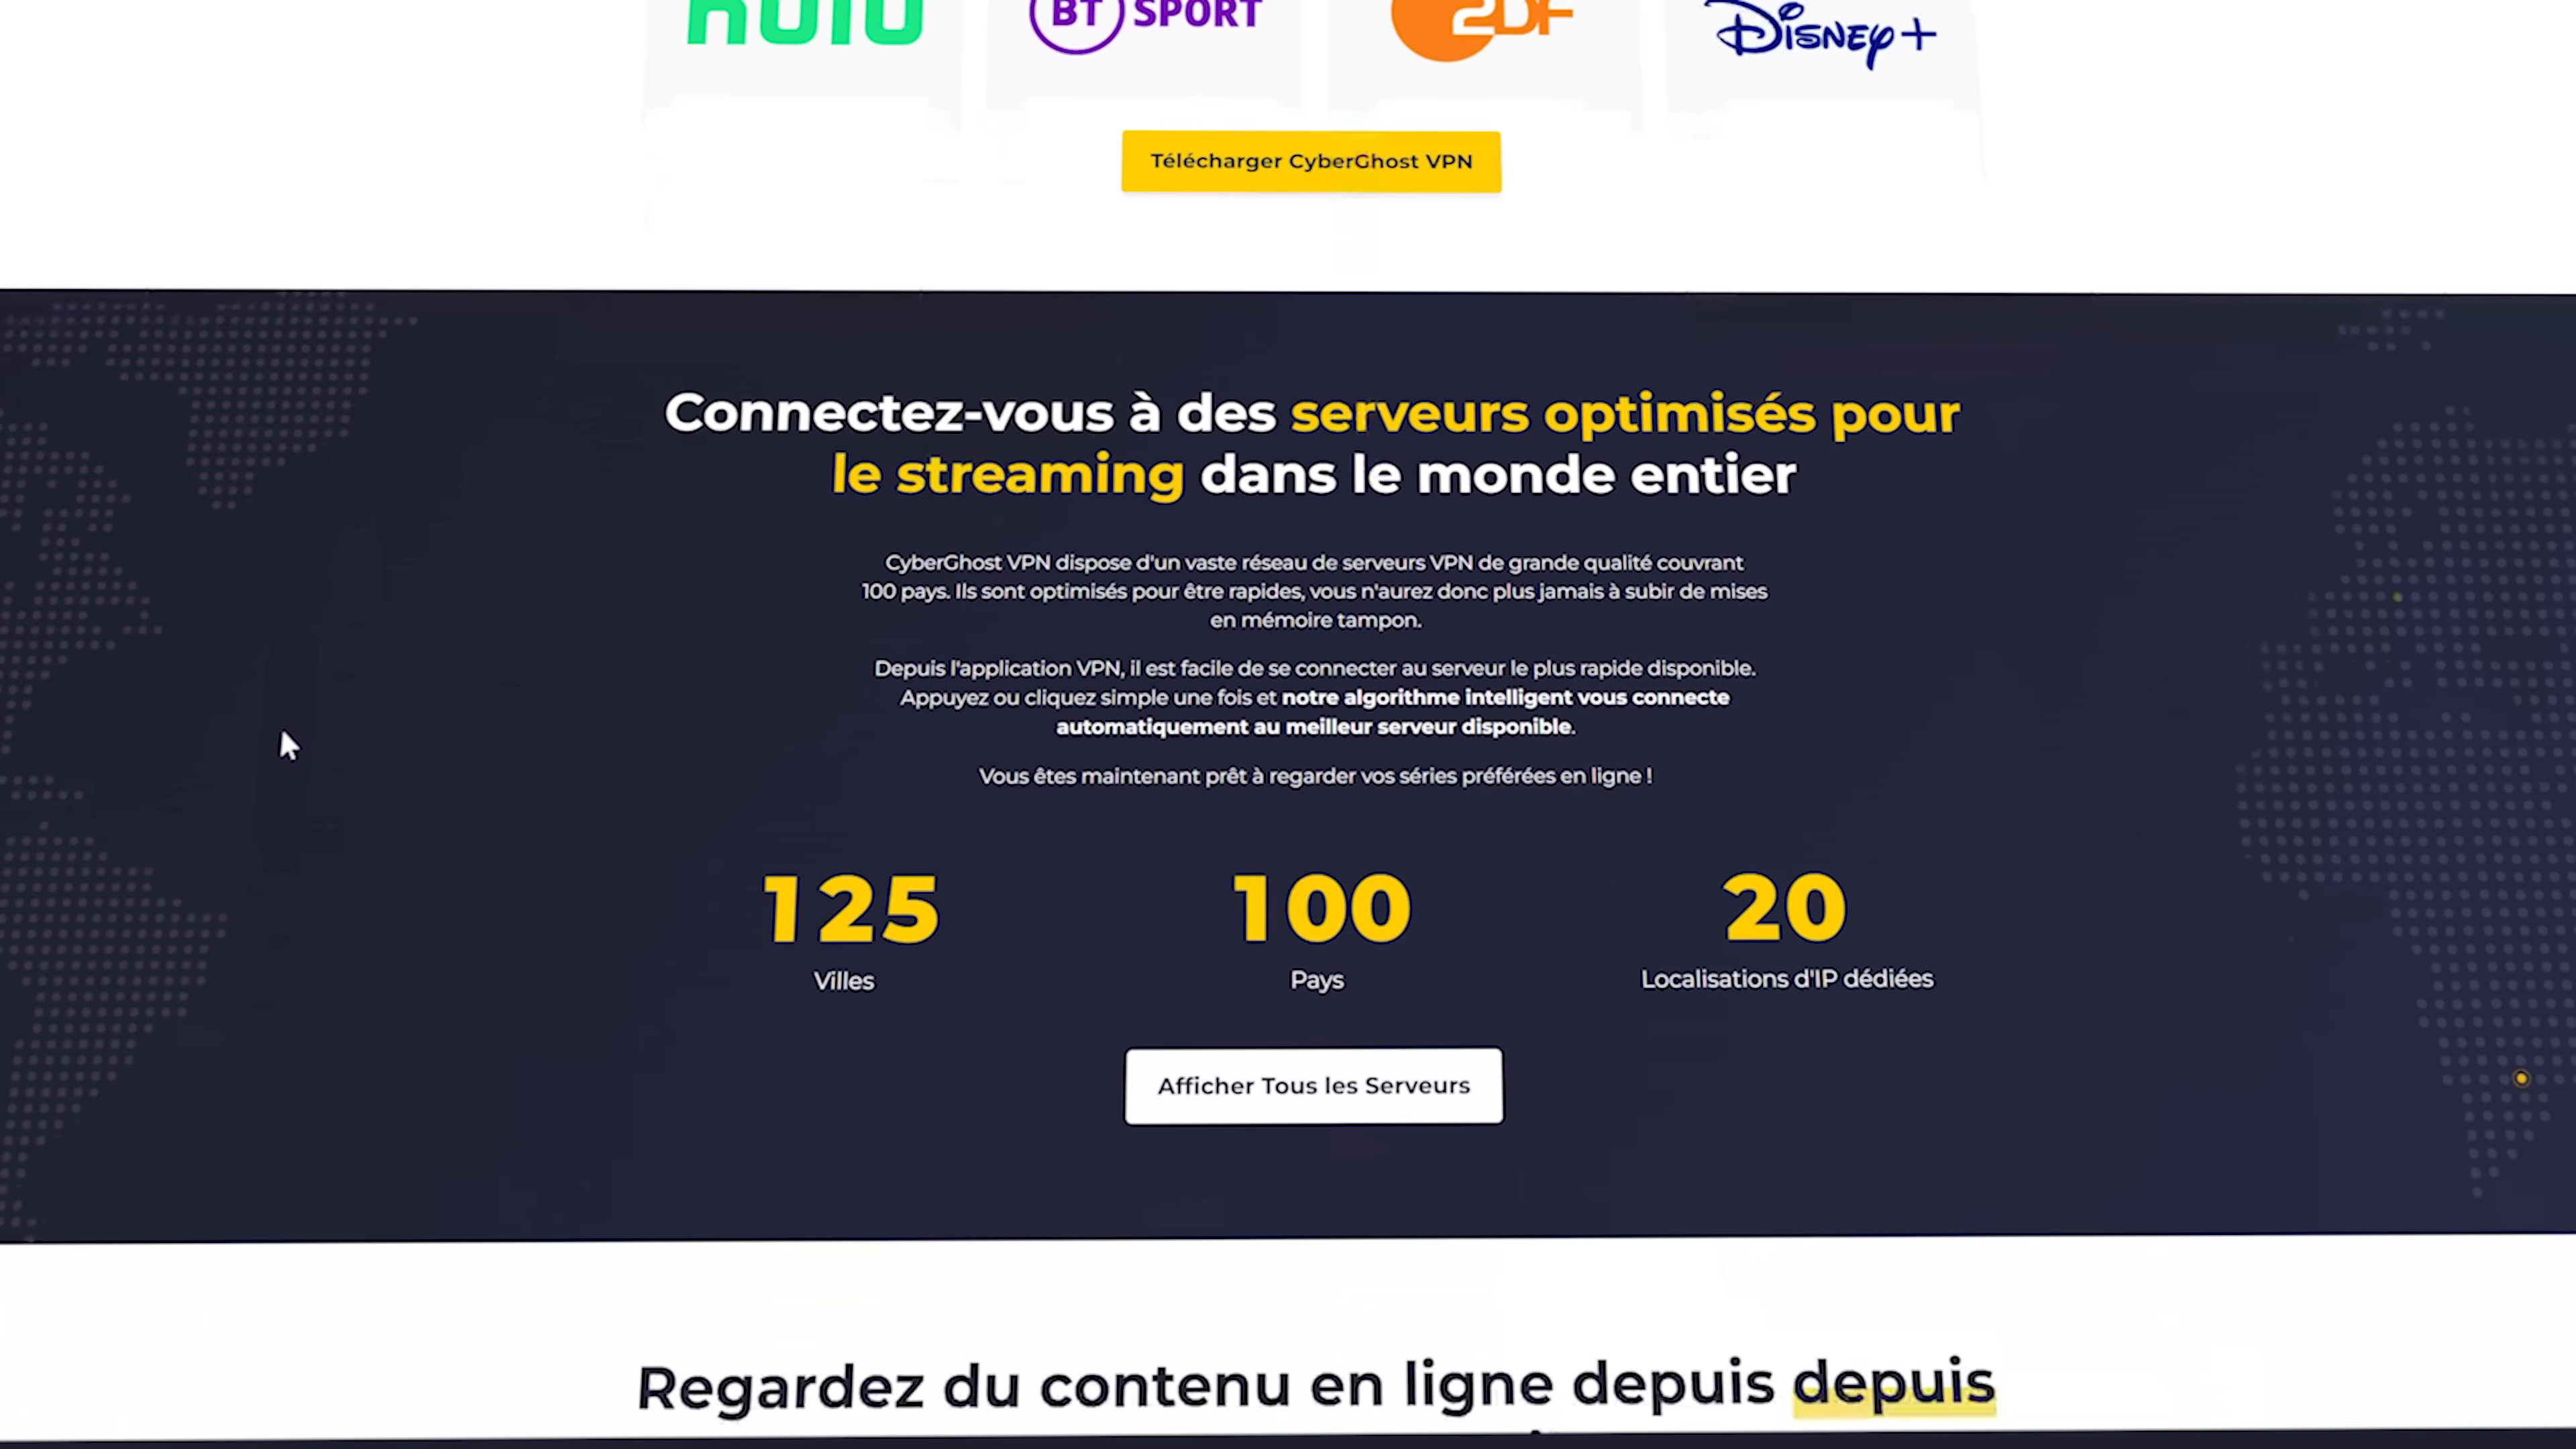 hulu
BT SPORT
ZDF
Disney+
Télécharger CyberGhost VPN
Connectez-vous à des serveurs optimisés pour
le streaming dans le monde entier
CyberGhost VPN dispose d'un vaste réseau de serveurs VPN de grande qualité couvrant
100 pays. Ils sont optimisés pour être rapides, vous n'aurez donc plus jamais à subir de mises
en mémoire tampon.
Depuis l'application VPN, il est facile de se connecter au serveur le plus rapide disponible.
Appuyez ou cliquez simple une fois et notre algorithme intelligent vous connecte
automatiquement au meilleur serveur disponible.
Vous êtes maintenant prêt à regarder vos séries préférées en ligne !
125
100
20
Villes
Pays
Localisations d'IP dédiées
Afficher Tous les Serveurs
Regardez du contenu en ligne depuis depuis